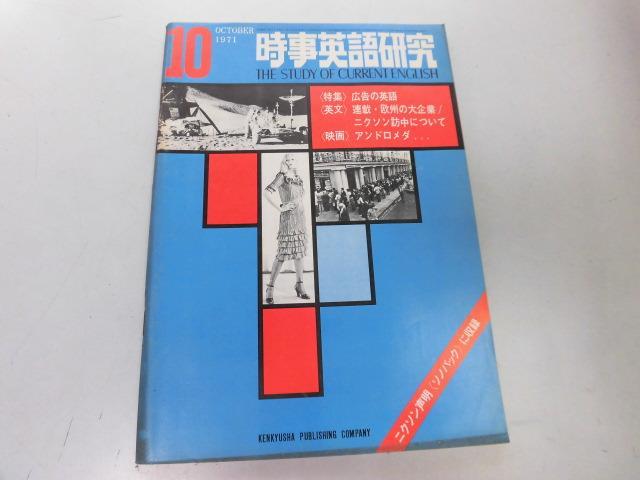 10
OCTOBER
1971
時事英語研究
THE STUDY OF CURRENT ENGLISH
〈特集〉広告の英語
〈英文〉連載・欧州の大企業/
ニクソン訪中について
〈映画〉アンドロメダ...
ニクソン声明〈ソノパック〉に収録
KENKYUSHA PUBLISHING COMPANY